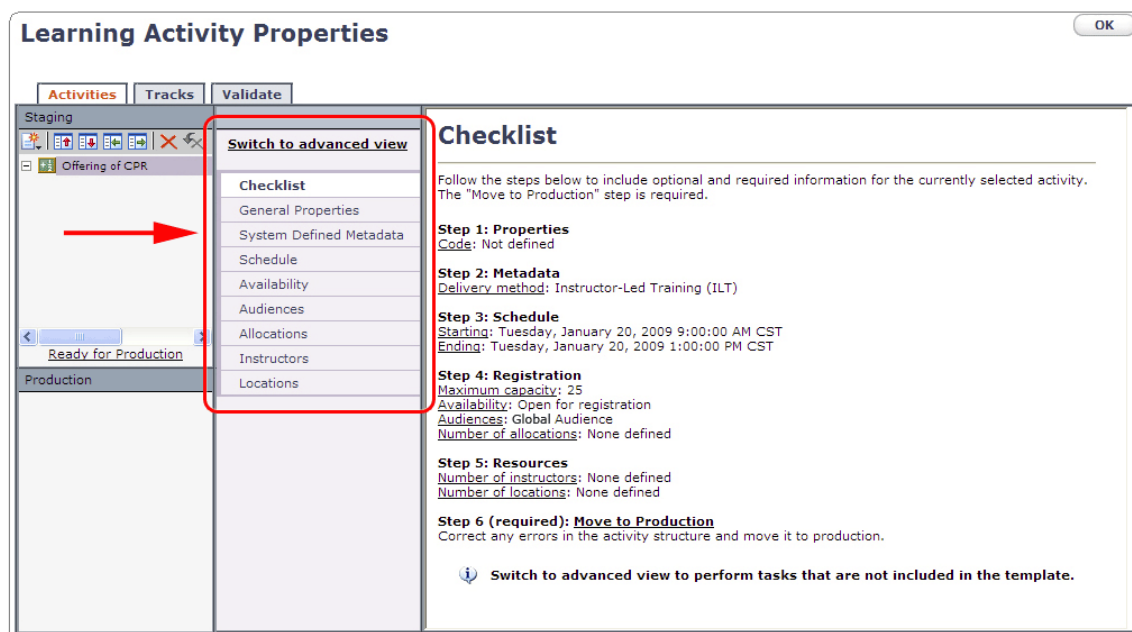 Learning Activity Properties
OK
Activities
Tracks
Validate
Staging
Offering of CPR
Ready for Production
Production
Switch to advanced view
Checklist
General Properties
System Defined Metadata
Schedule
Availability
Audiences
Allocations
Instructors
Locations
Checklist
Follow the steps below to include optional and required information for the currently selected activity.
The "Move to Production" step is required.
Step 1: Properties
Code: Not defined
Step 2: Metadata
Delivery method: Instructor-Led Training (ILT)
Step 3: Schedule
Starting: Tuesday, January 20, 2009 9:00:00 AM CST
Ending: Tuesday, January 20, 2009 1:00:00 PM CST
Step 4: Registration
Maximum capacity: 25
Availability: Open for registration
Audiences: Global Audience
Number of allocations: None defined
Step 5: Resources
Number of instructors: None defined
Number of locations: None defined
Step 6 (required): Move to Production
Correct any errors in the activity structure and move it to production.
Switch to advanced view to perform tasks that are not included in the template.